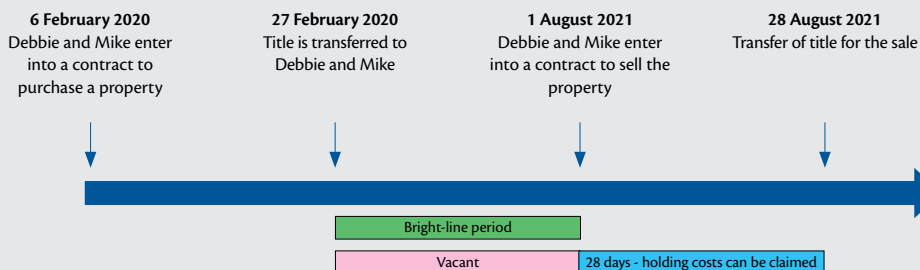 6 February 2020
Debbie and Mike enter
into a contract to
purchase a property
27 February 2020
Title is transferred to
Debbie and Mike
1 August 2021
Debbie and Mike enter
into a contract to sell the
property
28 August 2021
Transfer of title for the sale
Bright-line period
Vacant
28 days - holding costs can be claimed